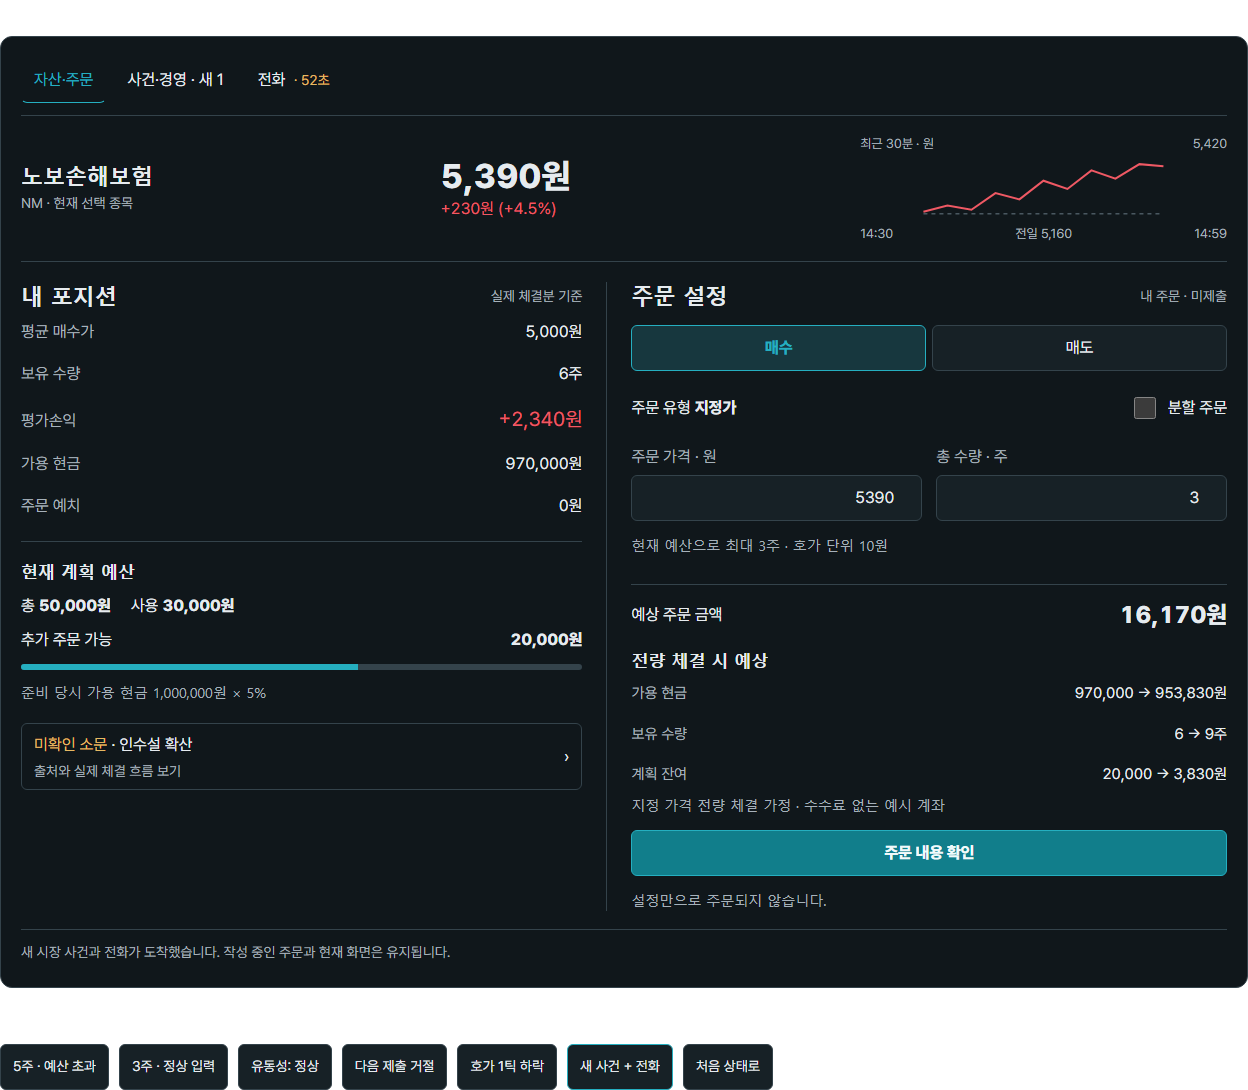 자산·주문 사건·경영 · 새 1 전화 · 52초
최근 30분 · 원 5,420
노보손해보험 5,390원
NM · 현재 선택 종목 +230원 (+4.5%)
14:30 전일 5,160 14:59
내 포지션 실제 체결분 기준
평균 매수가 5,000원
보유 수량 6주
평가손익 +2,340원
가용 현금 970,000원
주문 예치 0원
현재 계획 예산
총 50,000원 사용 30,000원
추가 주문 가능 20,000원
준비 당시 가용 현금 1,000,000원 × 5%
미확인 소문 · 인수설 확산
출처와 실제 체결 흐름 보기 ›
주문 설정 내 주문 · 미제출
매수 매도
주문 유형 지정가 분할 주문
주문 가격 · 원 총 수량 · 주
5390 3
현재 예산으로 최대 3주 · 호가 단위 10원
예상 주문 금액 16,170원
전량 체결 시 예상
가용 현금 970,000 → 953,830원
보유 수량 6 → 9주
계획 잔여 20,000 → 3,830원
지정 가격 전량 체결 가정 · 수수료 없는 예시 계좌
주문 내용 확인
설정만으로 주문되지 않습니다.
새 시장 사건과 전화가 도착했습니다. 작성 중인 주문과 현재 화면은 유지됩니다.
5주 · 예산 초과 3주 · 정상 입력 유동성: 정상 다음 제출 거절 호가 1틱 하락 새 사건 + 전화 처음 상태로